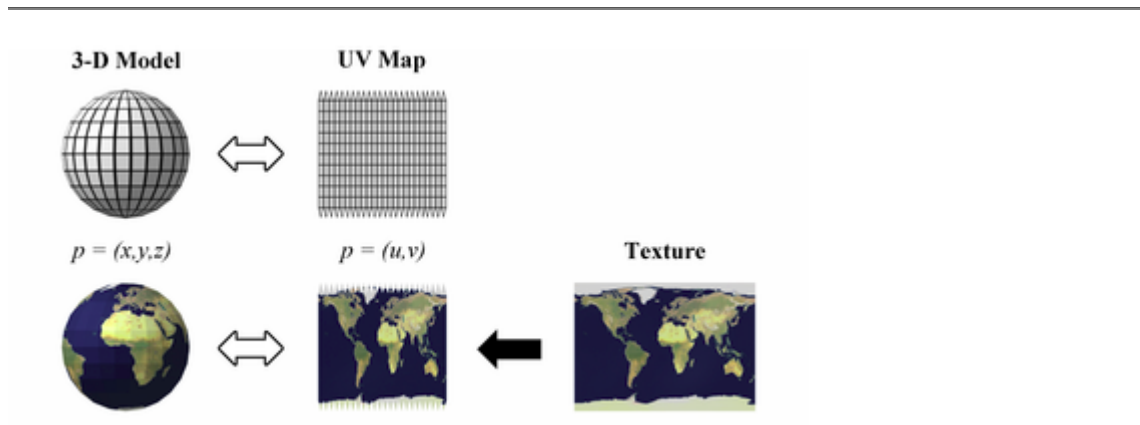 3-D Model UV Map
p = (x,y,z) p = (u,v) Texture